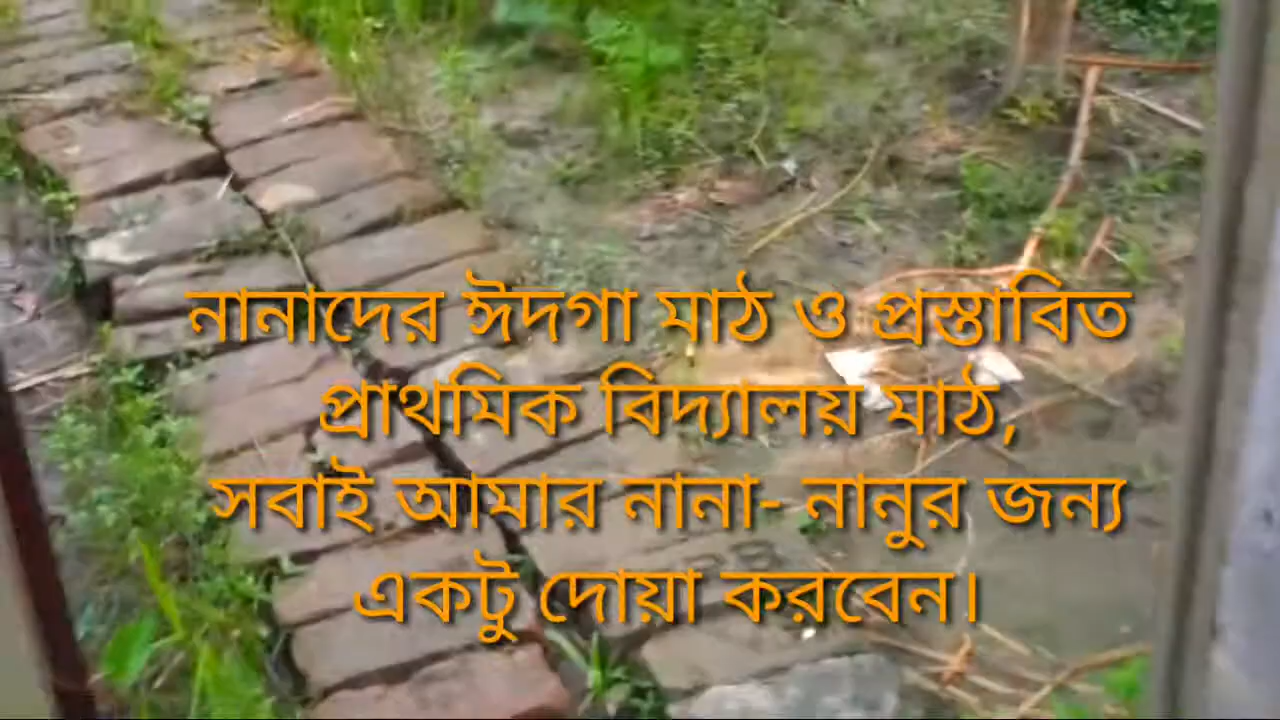 নানাদের ঈদগা মাঠ ও প্রস্তাবিত
প্রাথমিক বিদ্যালয় মাঠ,
সবাই আমার নানা- নানুর জন্য
একটু দোয়া করবেন।